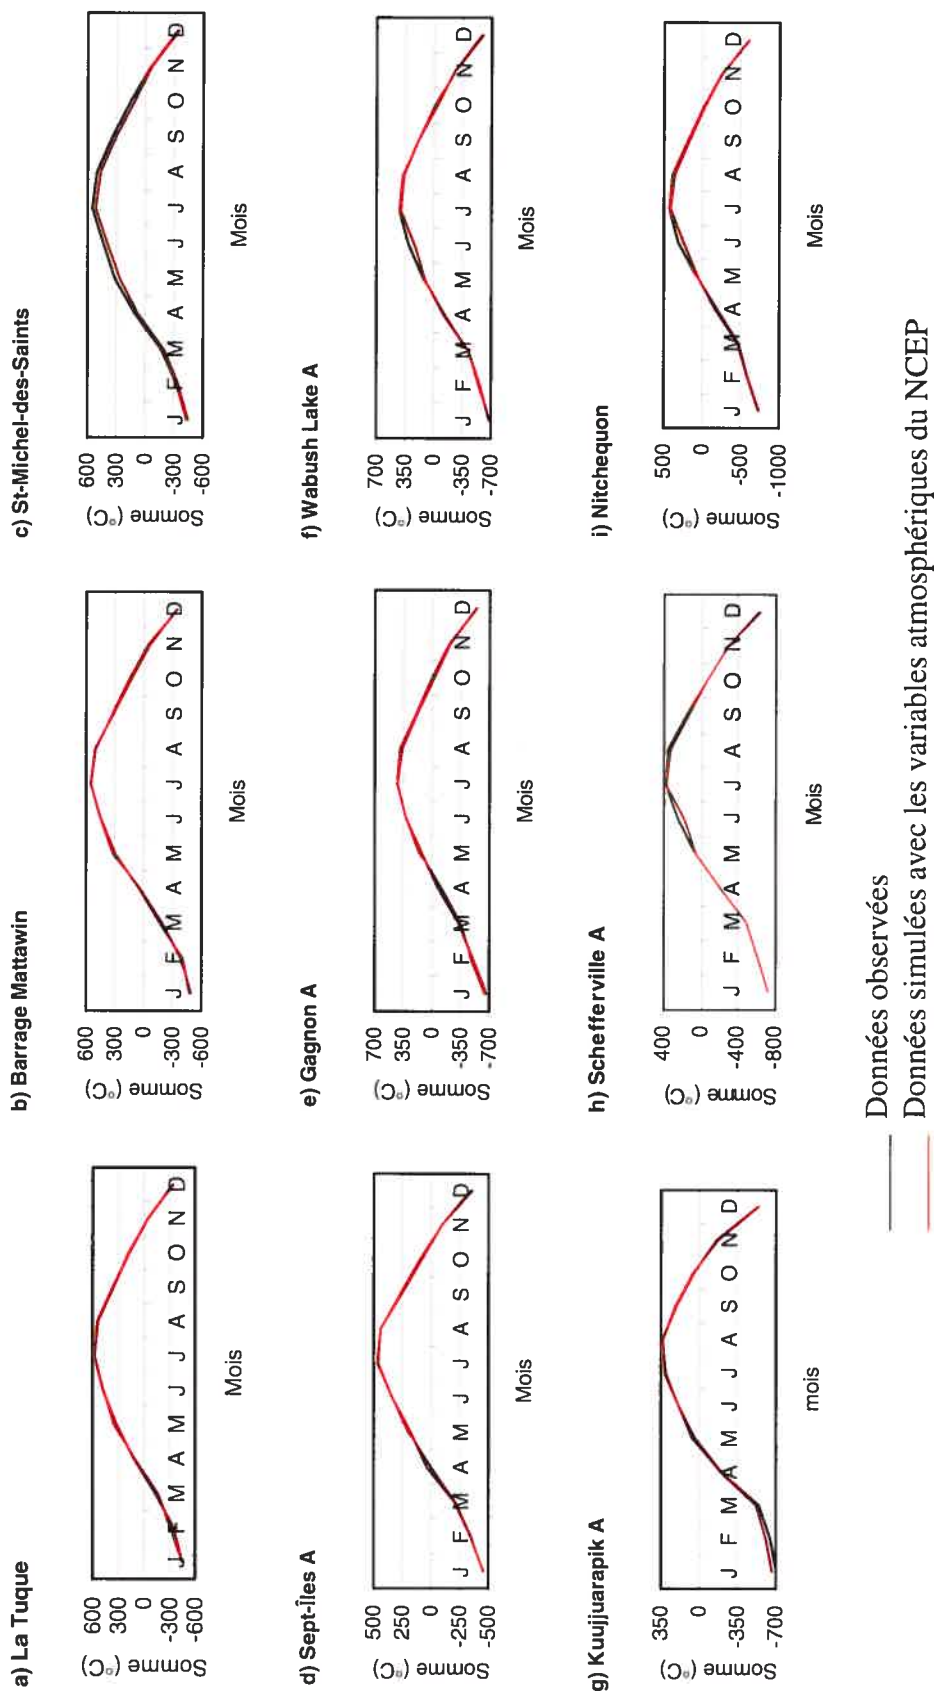 a) La Tuque
Somme (°C)
600
300
0
-300
-600
J F M A M J J A S O N D
Mois
b) Barrage Mattawin
Somme (°C)
600
300
0
-300
-600
J F M A M J J A S O N D
Mois
c) St-Michel-des-Saints
Somme (°C)
600
300
0
-300
-600
J F M A M J J A S O N D
Mois
d) Sept-Îles A
Somme (°C)
500
250
0
-250
-500
J F M A M J J A S O N D
Mois
e) Gagnon A
Somme (°C)
700
350
0
-350
-700
J F M A M J J A S O N D
Mois
f) Wabush Lake A
Somme (°C)
700
350
0
-350
-700
J F M A M J J A S O N D
Mois
g) Kuujjuarapik A
Somme (°C)
350
0
-350
-700
J F M A M J J A S O N D
mois
h) Schefferville A
Somme (°C)
400
0
-400
-800
J F M A M J J A S O N D
Mois
i) Nitchequon
Somme (°C)
500
0
-500
-1000
J F M A M J J A S O N D
Mois
Données observées
Données simulées avec les variables atmosphériques du NCEP